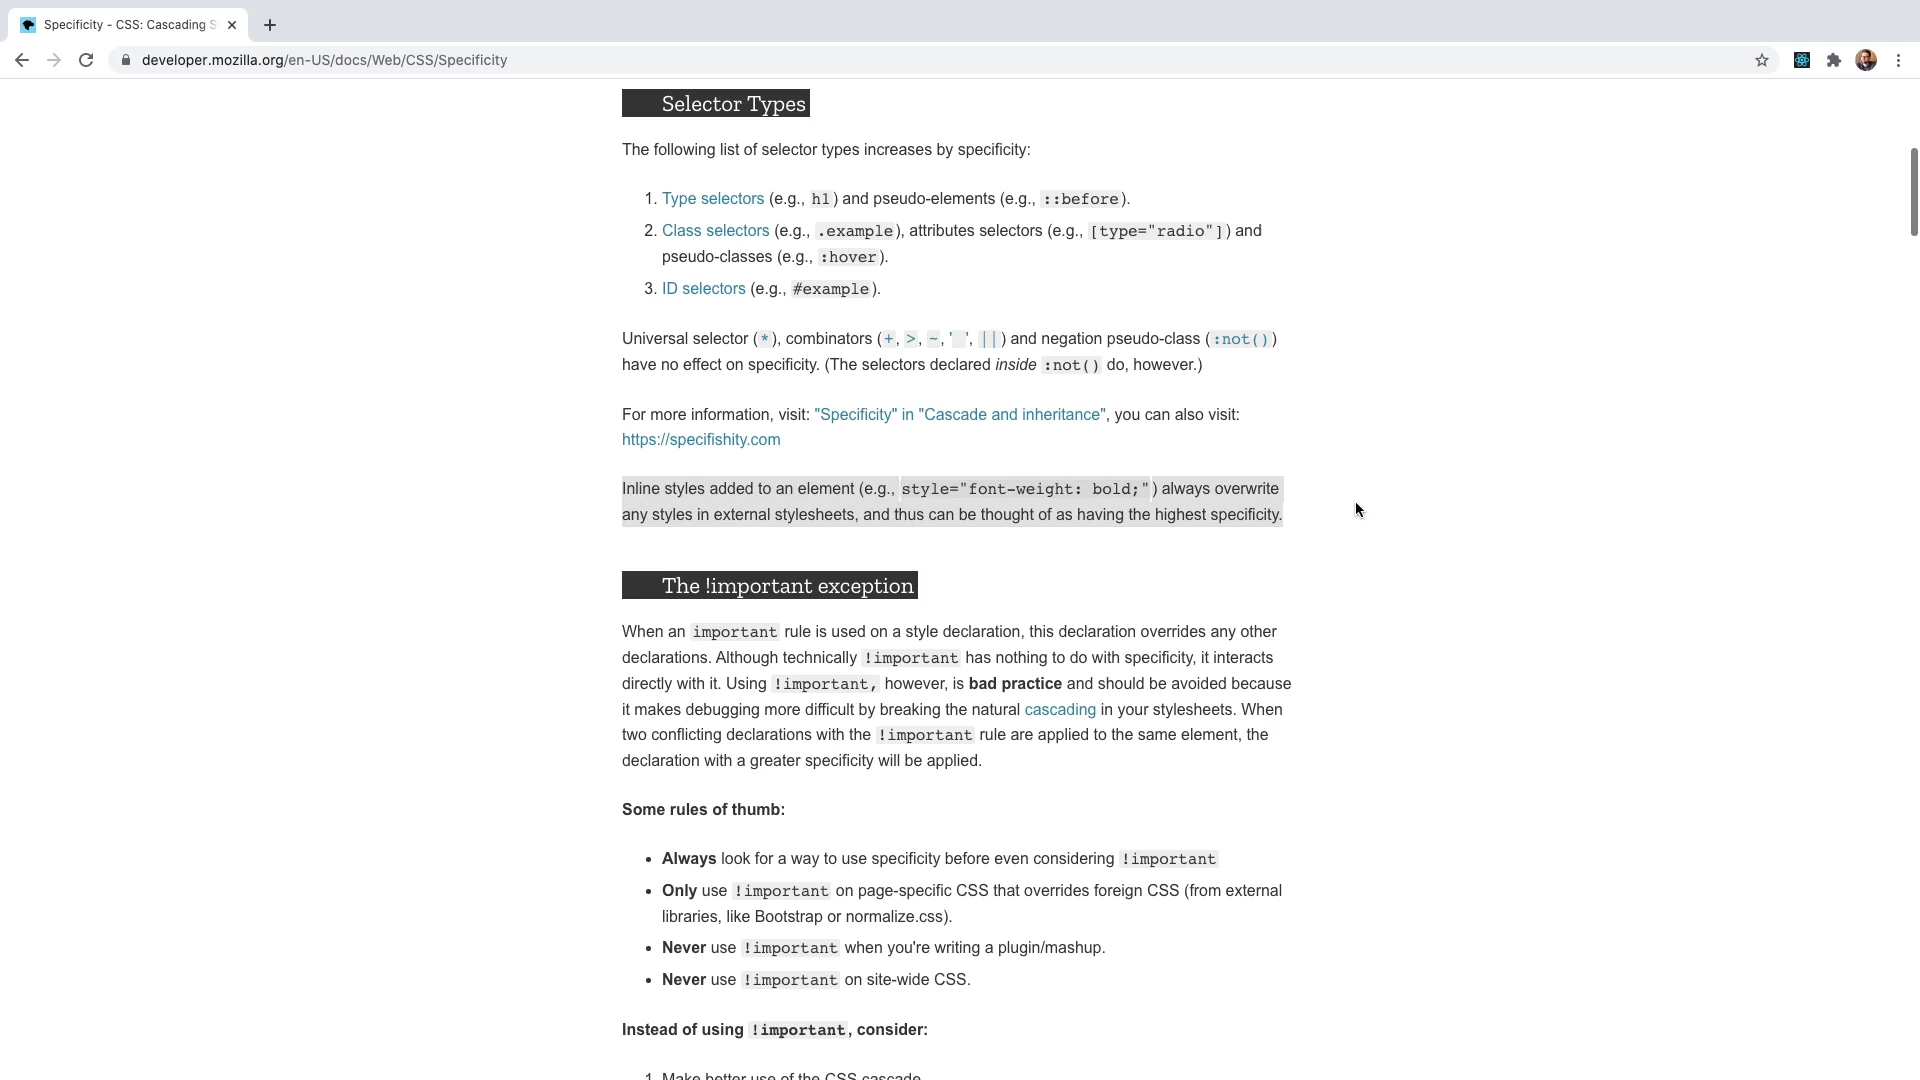 Specificity - CSS: Cascading S
developer.mozilla.org/en-US/docs/Web/CSS/Specificity
Selector Types
The following list of selector types increases by specificity:
1. Type selectors (e.g., h1) and pseudo-elements (e.g., ::before).
2. Class selectors (e.g., .example), attributes selectors (e.g., [type="radio"]) and
pseudo-classes (e.g., :hover).
3. ID selectors (e.g., #example).
Universal selector (*), combinators (+, >, ~, ' ', ||) and negation pseudo-class (:not())
have no effect on specificity. (The selectors declared inside :not() do, however.)
For more information, visit: "Specificity" in "Cascade and inheritance", you can also visit:
https://specifishity.com
Inline styles added to an element (e.g., style="font-weight: bold;") always overwrite
any styles in external stylesheets, and thus can be thought of as having the highest specificity.
The !important exception
When an important rule is used on a style declaration, this declaration overrides any other
declarations. Although technically !important has nothing to do with specificity, it interacts
directly with it. Using !important, however, is bad practice and should be avoided because
it makes debugging more difficult by breaking the natural cascading in your stylesheets. When
two conflicting declarations with the !important rule are applied to the same element, the
declaration with a greater specificity will be applied.
Some rules of thumb:
• Always look for a way to use specificity before even considering !important
• Only use !important on page-specific CSS that overrides foreign CSS (from external
libraries, like Bootstrap or normalize.css).
• Never use !important when you're writing a plugin/mashup.
• Never use !important on site-wide CSS.
Instead of using !important, consider:
1. Make better use of the CSS cascade